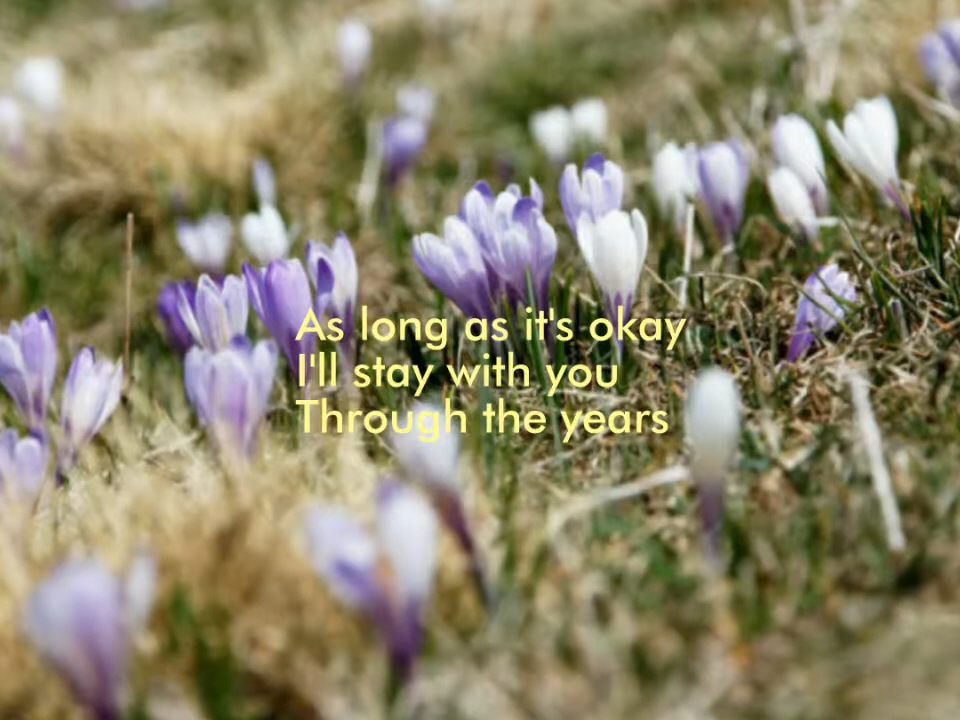 As long as it's okay
I'll stay with you
Through the years